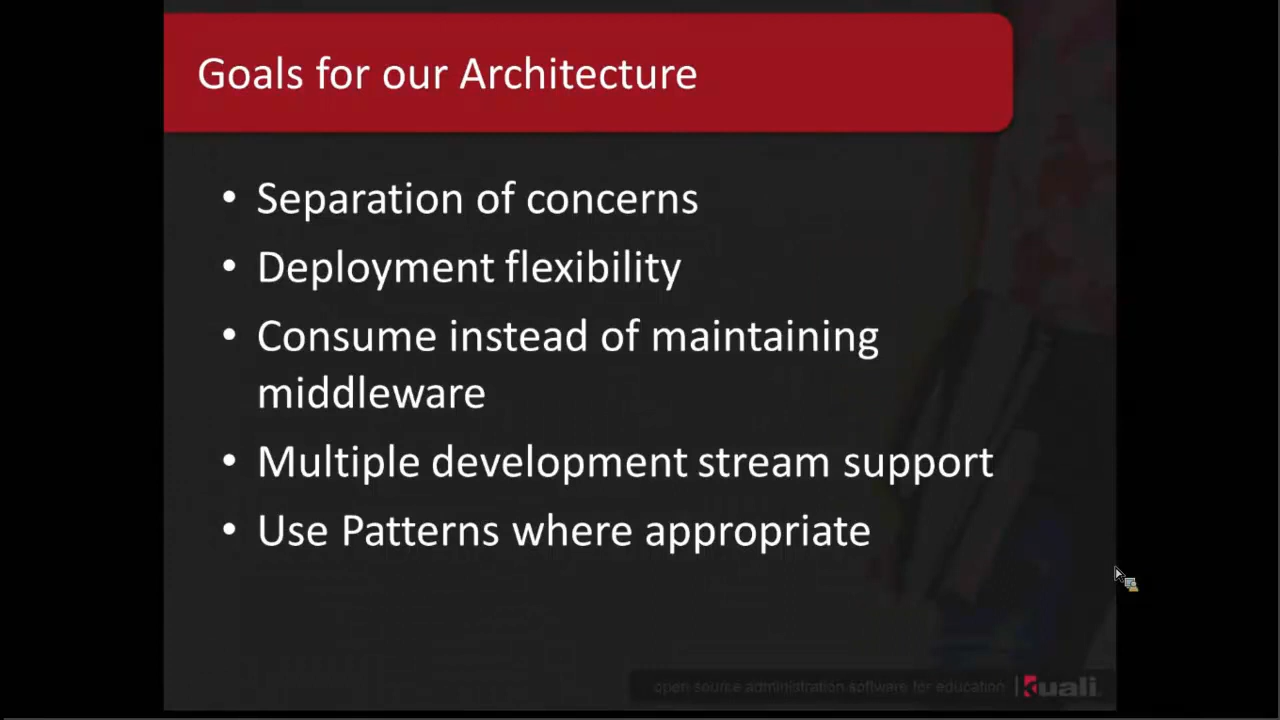 Goals for our Architecture
• Separation of concerns
• Deployment flexibility
• Consume instead of maintaining
middleware
• Multiple development stream support
• Use Patterns where appropriate
open source administration software for education | kuali